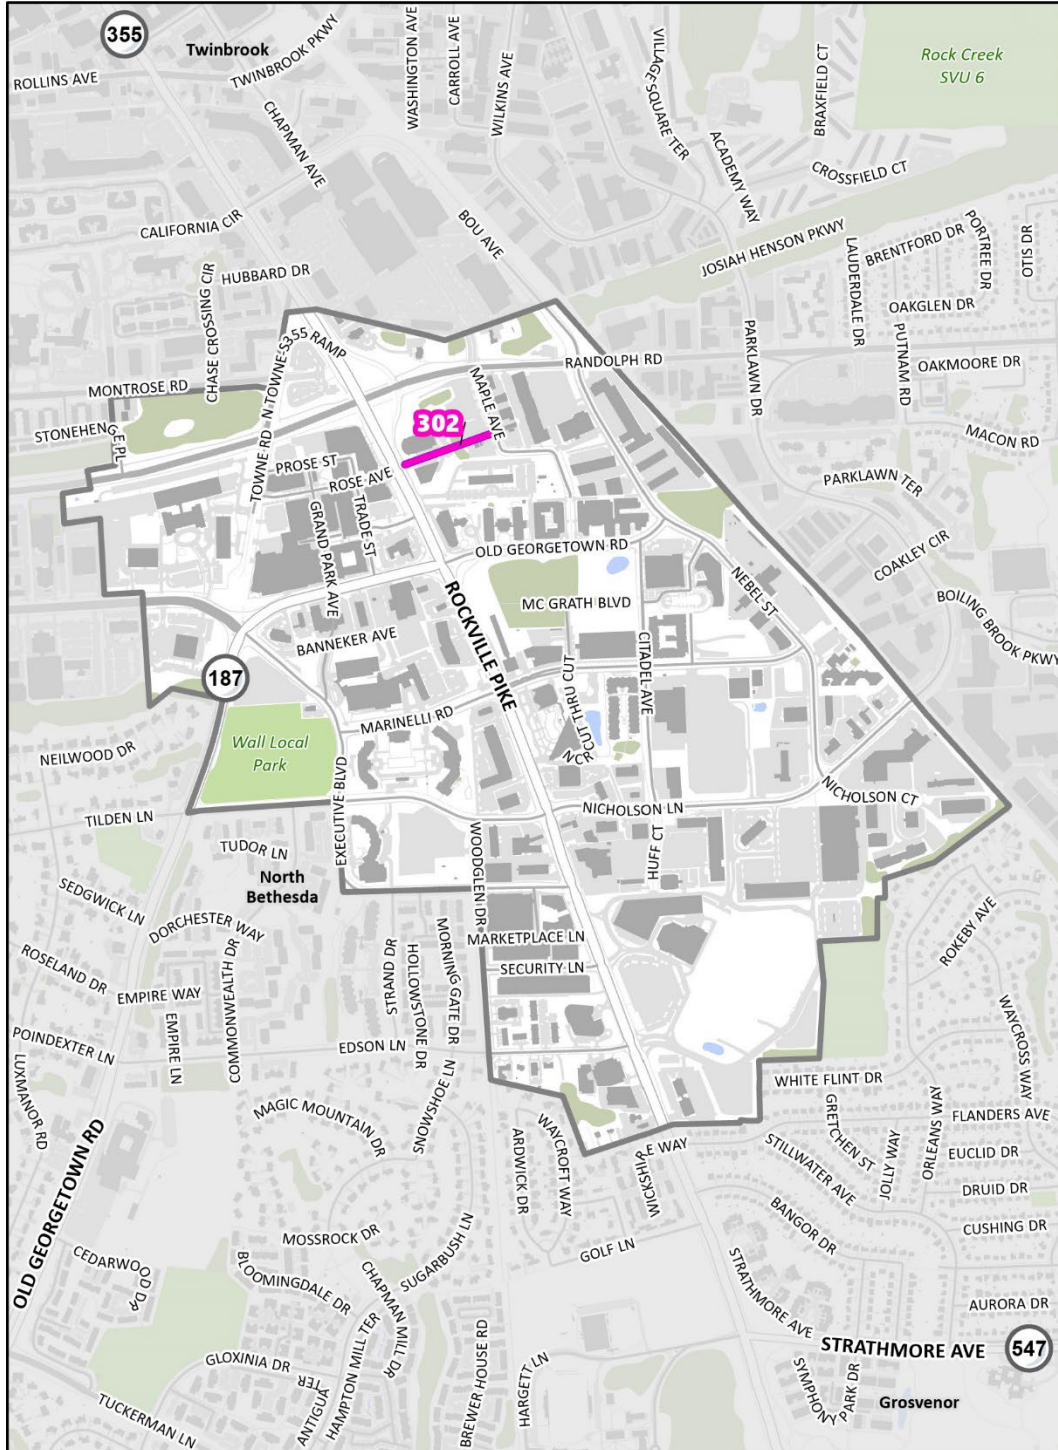 355
Twinbrook
ROLLINS AVE
TWINBROOK PKWY
WASHINGTON AVE
CARROLL AVE
WILKINS AVE
VILLAGE SQUARE TER
BRAXFIELD CT
Rock Creek
SVU 6
CHAPMAN AVE
ACADEMY WAY
CROSSFIELD CT
CALIFORNIA CIR
BOU AVE
JOSIAH HENSON PKWY
HUBBARD DR
CHASE CROSSING CIR
LAUDERDALE DR
BRENTFORD DR
PORTREE DR
OTIS DR
OAKGLEN DR
PUTNAM RD
N TOWNE-S355 RAMP
MONTROSE RD
MAPLE AVE
RANDOLPH RD
PARKLAWN DR
OAKMOORE DR
STONEHENGE PL
302
MACON RD
TOWNE RD
PROSE ST
ROSE AVE
PARKLAWN TER
GRAND PARK AVE
TRADE ST
OLD GEORGETOWN RD
COAKLEY CIR
NEBEL ST
ROCKVILLE PIKE
MC GRATH BLVD
BOILING BROOK PKWY
BANNEKER AVE
CITADEL AVE
187
MARINELLI RD
NCR CUT THRU CUT
NEILWOOD DR
Wall Local
Park
EXECUTIVE BLVD
NICHOLSON LN
NICHOLSON CT
TILDEN LN
WOODGLEN DR
HUFF CT
TUDOR LN
North
Bethesda
SEDGWICK LN
DORCHESTER WAY
COMMONWEALTH DR
ROSELAND DR
EMPIRE WAY
EMPIRE LN
STRAND DR
HOLLOWSTONE DR
MORNING GATE DR
MARKETPLACE LN
SECURITY LN
ROKEBY AVE
WAYCROSS WAY
POINDEXTER LN
EDSON LN
LUXMANOR RD
SNOWSHOE LN
WHITE FLINT DR
MAGIC MOUNTAIN DR
ARDWICK DR
WAYCROFT WAY
WICKSHIRE WAY
GRETCHEN ST
STILLWATER AVE
JOLLY WAY
ORLEANS WAY
FLANDERS AVE
EUCLID DR
DRUID DR
OLD GEORGETOWN RD
MOSSROCK DR
SUGARBUSH LN
GOLF LN
BANGOR DR
CUSHING DR
CEDARWOOD DR
BLOOMINGDALE DR
CHAPMAN MILL DR
STRATHMORE AVE
AURORA DR
STRATHMORE AVE
547
GLOXINIA DR
ANTIGUA TER
HAMPTON MILL TER
BREWER HOUSE RD
HARGETT LN
SYMPHONY PARK DR
Grosvenor
TUCKERMAN LN